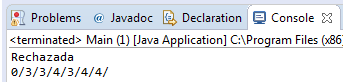 Problems @ Javadoc Declaration Console
<terminated> Main (1) [Java Application] C:\Program Files (x86)
Rechazada
0/3/3/4/3/4/4/